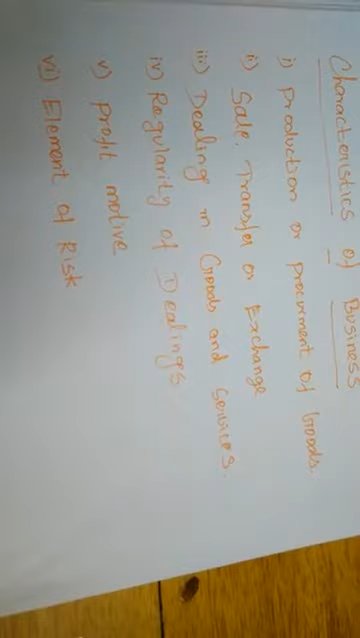 Characteristics of Business
i) Production or procurement of Goods.
ii) Sale, Transfer or Exchange
iii) Dealing in Goods and Services.
iv) Regularity of Dealings
v) Profit motive
vi) Element of Risk